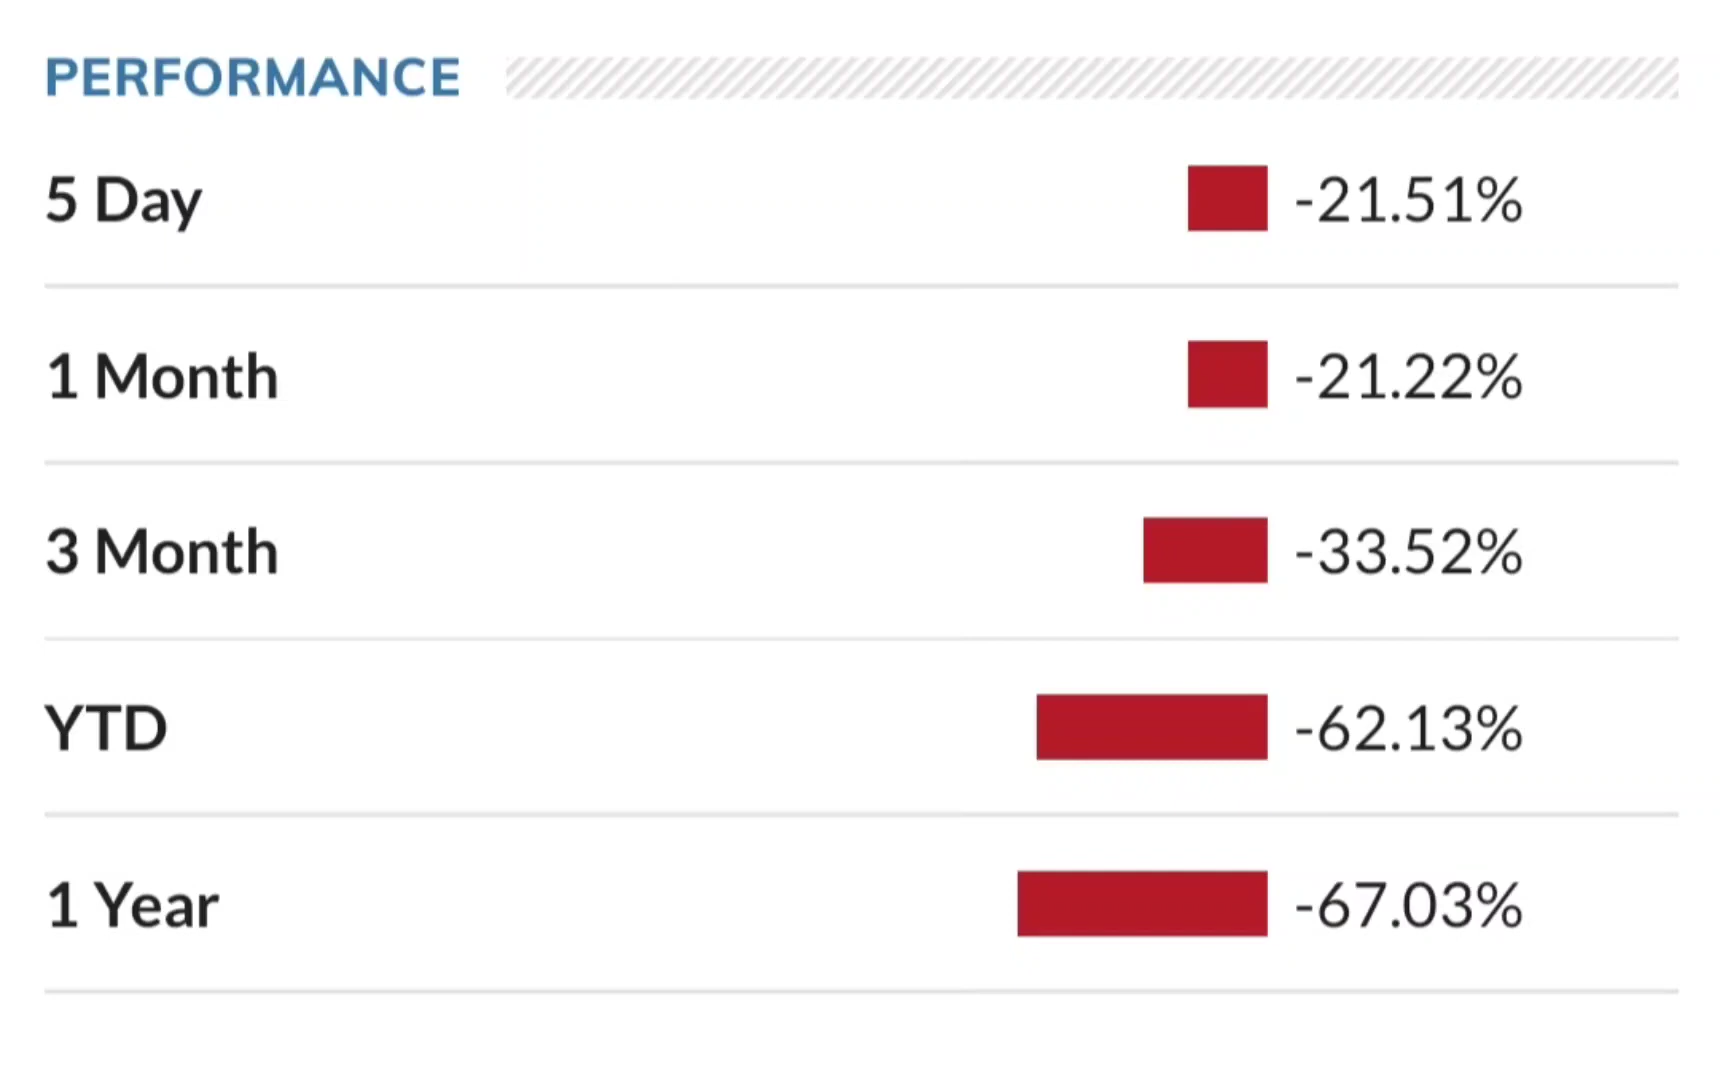 PERFORMANCE
5 Day -21.51%
1 Month -21.22%
3 Month -33.52%
YTD -62.13%
1 Year -67.03%